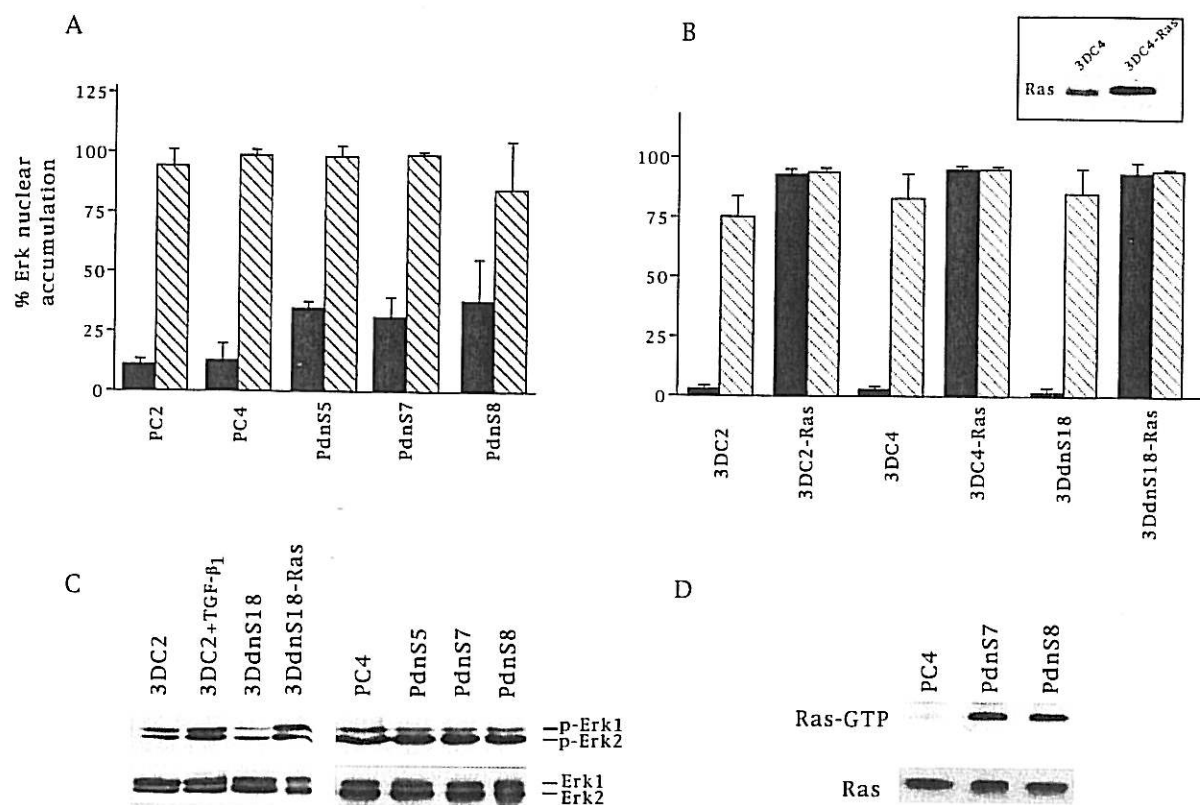 A
125
100
75
50
25
0
% Erk nuclear
accumulation
PC2
PC4
PdnS5
PdnS7
PdnS8
B
3DC4
3DC4-Ras
Ras
100
75
50
25
0
3DC2
3DC2-Ras
3DC4
3DC4-Ras
3DdnS18
3DdnS18-Ras
C
3DC2
3DC2+TGF-β1
3DdnS18
3DdnS18-Ras
PC4
PdnS5
PdnS7
PdnS8
p-Erk1
p-Erk2
Erk1
Erk2
D
PC4
PdnS7
PdnS8
Ras-GTP
Ras